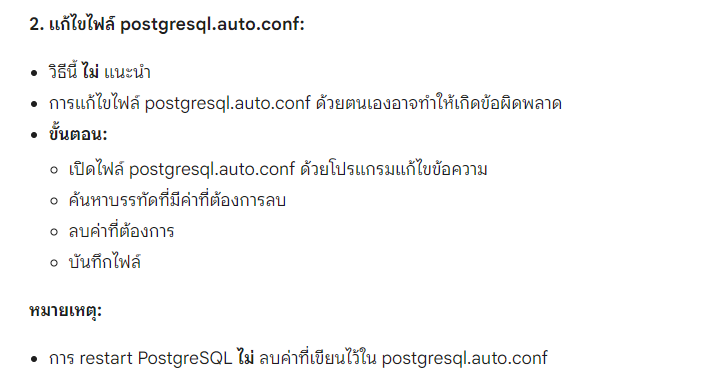 2. แก้ไขไฟล์ postgresql.auto.conf:
• วิธีนี้ ไม่ แนะนำ
• การแก้ไขไฟล์ postgresql.auto.conf ด้วยตนเองอาจทำให้เกิดข้อผิดพลาด
• ขั้นตอน:
○ เปิดไฟล์ postgresql.auto.conf ด้วยโปรแกรมแก้ไขข้อความ
○ ค้นหาบรรทัดที่มีค่าที่ต้องการลบ
○ ลบค่าที่ต้องการ
○ บันทึกไฟล์
หมายเหตุ:
• การ restart PostgreSQL ไม่ ลบค่าที่เขียนไว้ใน postgresql.auto.conf